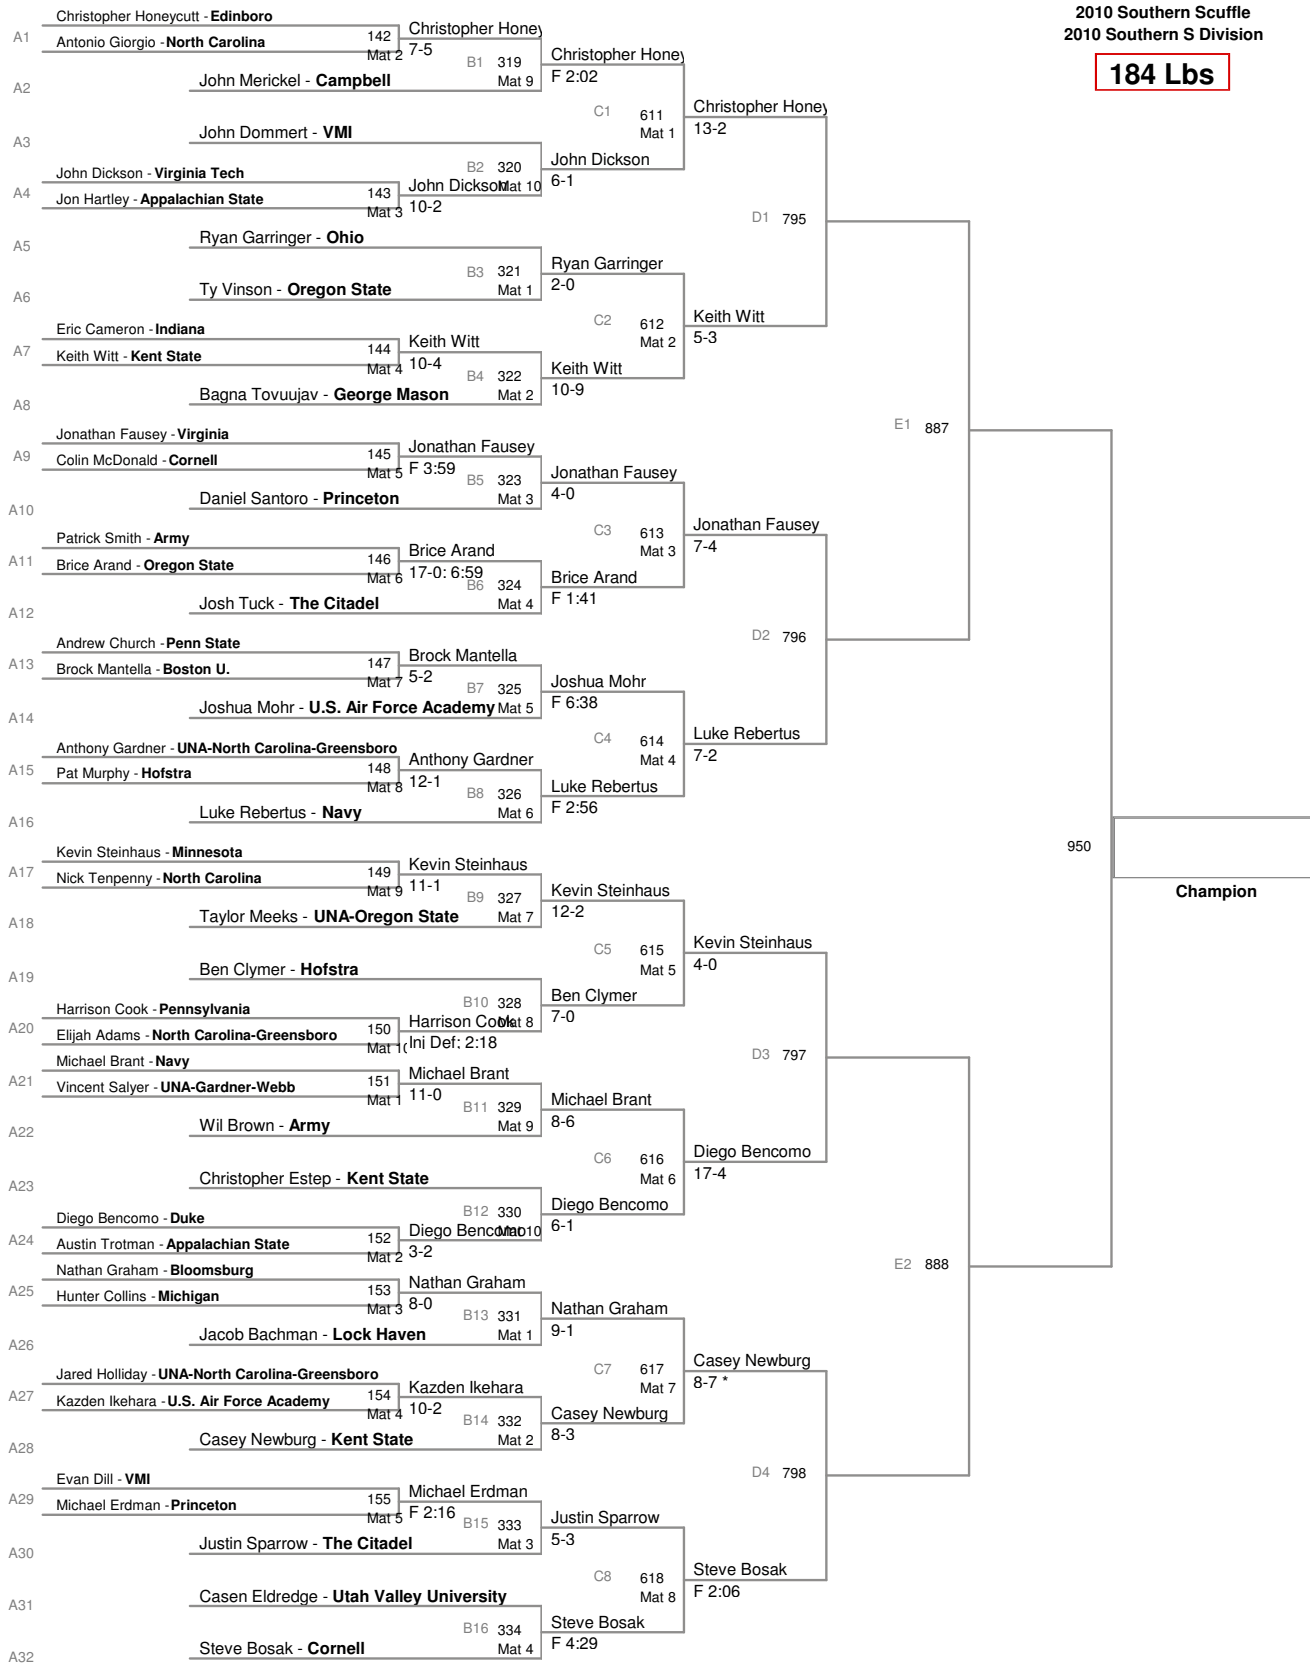 2010 Southern Scuffle
2010 Southern S Division
184 Lbs
A1
Christopher Honeycutt - Edinboro
Antonio Giorgio - North Carolina
142
Mat 2
Christopher Honey
7-5
A2
John Merickel - Campbell
B1 319
Mat 9
Christopher Honey
F 2:02
A3
John Dommert - VMI
A4
John Dickson - Virginia Tech
Jon Hartley - Appalachian State
143
Mat 3
John Dickson
10-2
B2 320
Mat 10
John Dickson
6-1
C1 611
Mat 1
Christopher Honey
13-2
A5
Ryan Garringer - Ohio
A6
Ty Vinson - Oregon State
B3 321
Mat 1
Ryan Garringer
2-0
A7
Eric Cameron - Indiana
Keith Witt - Kent State
144
Mat 4
Keith Witt
10-4
A8
Bagna Tovuujav - George Mason
B4 322
Mat 2
Keith Witt
10-9
C2 612
Mat 2
Keith Witt
5-3
D1 795
A9
Jonathan Fausey - Virginia
Colin McDonald - Cornell
145
Mat 5
Jonathan Fausey
F 3:59
A10
Daniel Santoro - Princeton
B5 323
Mat 3
Jonathan Fausey
4-0
A11
Patrick Smith - Army
Brice Arand - Oregon State
146
Mat 6
Brice Arand
17-0: 6:59
A12
Josh Tuck - The Citadel
B6 324
Mat 4
Brice Arand
F 1:41
C3 613
Mat 3
Jonathan Fausey
7-4
A13
Andrew Church - Penn State
Brock Mantella - Boston U.
147
Mat 7
Brock Mantella
5-2
A14
Joshua Mohr - U.S. Air Force Academy
B7 325
Mat 5
Joshua Mohr
F 6:38
A15
Anthony Gardner - UNA-North Carolina-Greensboro
Pat Murphy - Hofstra
148
Mat 8
Anthony Gardner
12-1
A16
Luke Rebertus - Navy
B8 326
Mat 6
Luke Rebertus
F 2:56
C4 614
Mat 4
Luke Rebertus
7-2
D2 796
E1 887
A17
Kevin Steinhaus - Minnesota
Nick Tenpenny - North Carolina
149
Mat 9
Kevin Steinhaus
11-1
A18
Taylor Meeks - UNA-Oregon State
B9 327
Mat 7
Kevin Steinhaus
12-2
A19
Ben Clymer - Hofstra
A20
Harrison Cook - Pennsylvania
Elijah Adams - North Carolina-Greensboro
150
Mat 10
Harrison Cook
Inj Def: 2:18
B10 328
Mat 8
Ben Clymer
7-0
C5 615
Mat 5
Kevin Steinhaus
4-0
A21
Michael Brant - Navy
Vincent Salyer - UNA-Gardner-Webb
151
Mat 1
Michael Brant
11-0
A22
Wil Brown - Army
B11 329
Mat 9
Michael Brant
8-6
A23
Christopher Estep - Kent State
A24
Diego Bencomo - Duke
Austin Trotman - Appalachian State
152
Mat 2
Diego Bencomo
3-2
B12 330
Mat 10
Diego Bencomo
6-1
C6 616
Mat 6
Diego Bencomo
17-4
D3 797
A25
Nathan Graham - Bloomsburg
Hunter Collins - Michigan
153
Mat 3
Nathan Graham
8-0
A26
Jacob Bachman - Lock Haven
B13 331
Mat 1
Nathan Graham
9-1
A27
Jared Holliday - UNA-North Carolina-Greensboro
Kazden Ikehara - U.S. Air Force Academy
154
Mat 4
Kazden Ikehara
10-2
A28
Casey Newburg - Kent State
B14 332
Mat 2
Casey Newburg
8-3
C7 617
Mat 7
Casey Newburg
8-7 *
A29
Evan Dill - VMI
Michael Erdman - Princeton
155
Mat 5
Michael Erdman
F 2:16
A30
Justin Sparrow - The Citadel
B15 333
Mat 3
Justin Sparrow
5-3
A31
Casen Eldredge - Utah Valley University
A32
Steve Bosak - Cornell
B16 334
Mat 4
Steve Bosak
F 4:29
C8 618
Mat 8
Steve Bosak
F 2:06
D4 798
E2 888
950
Champion